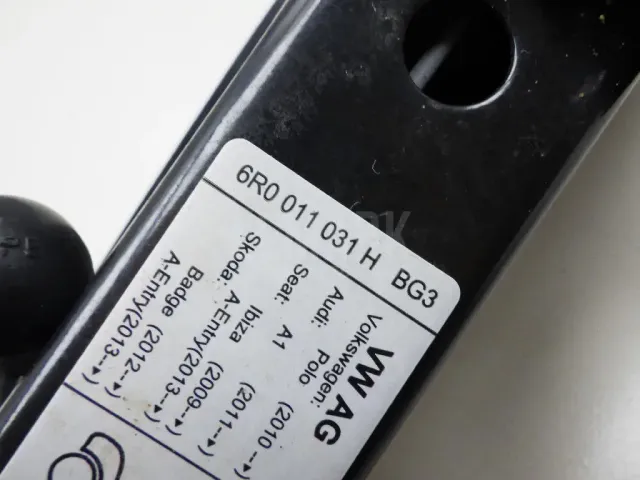 6R0 011 031 H BG3
VW AG
Volkswagen: Polo (2010 --▸)
Audi: A1 (2011--▸)
Seat: Ibiza (2009--▸)
Skoda: A-Entry(2013--▸)
Badge (2012--▸)
A-Entry(2013--▸)